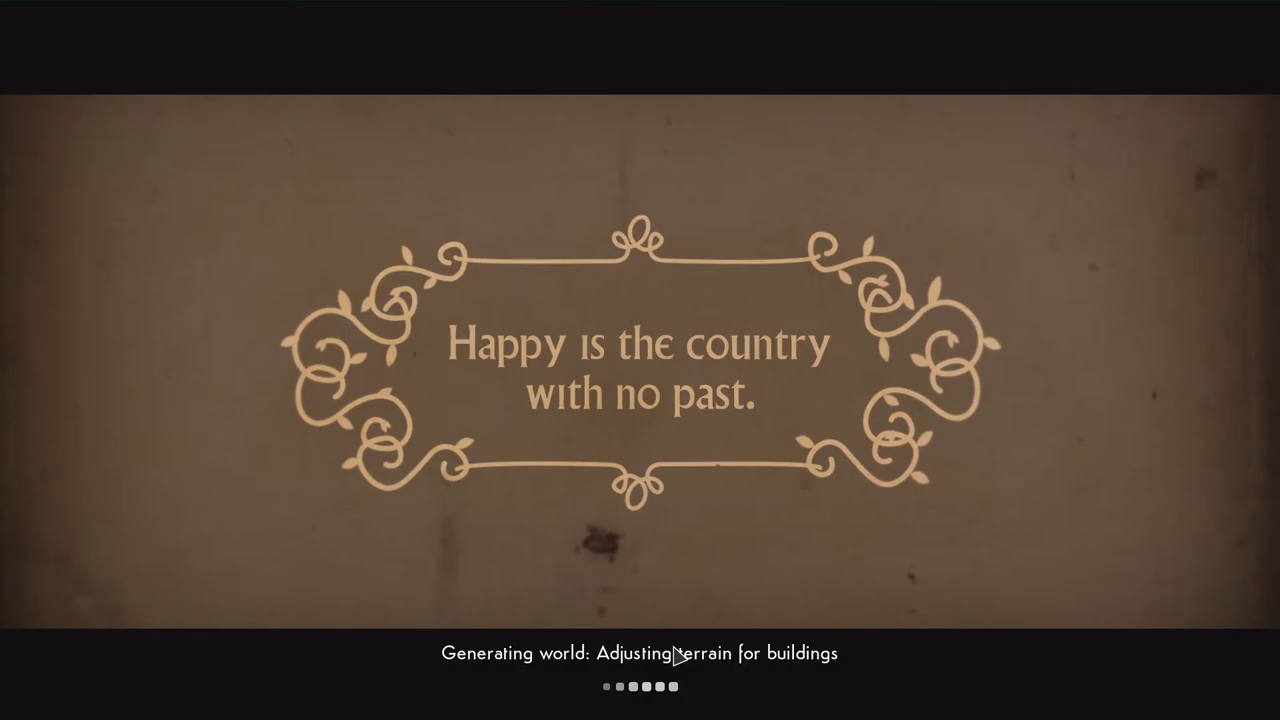 Happy is the country
with no past.
Generating world: Adjusting terrain for buildings